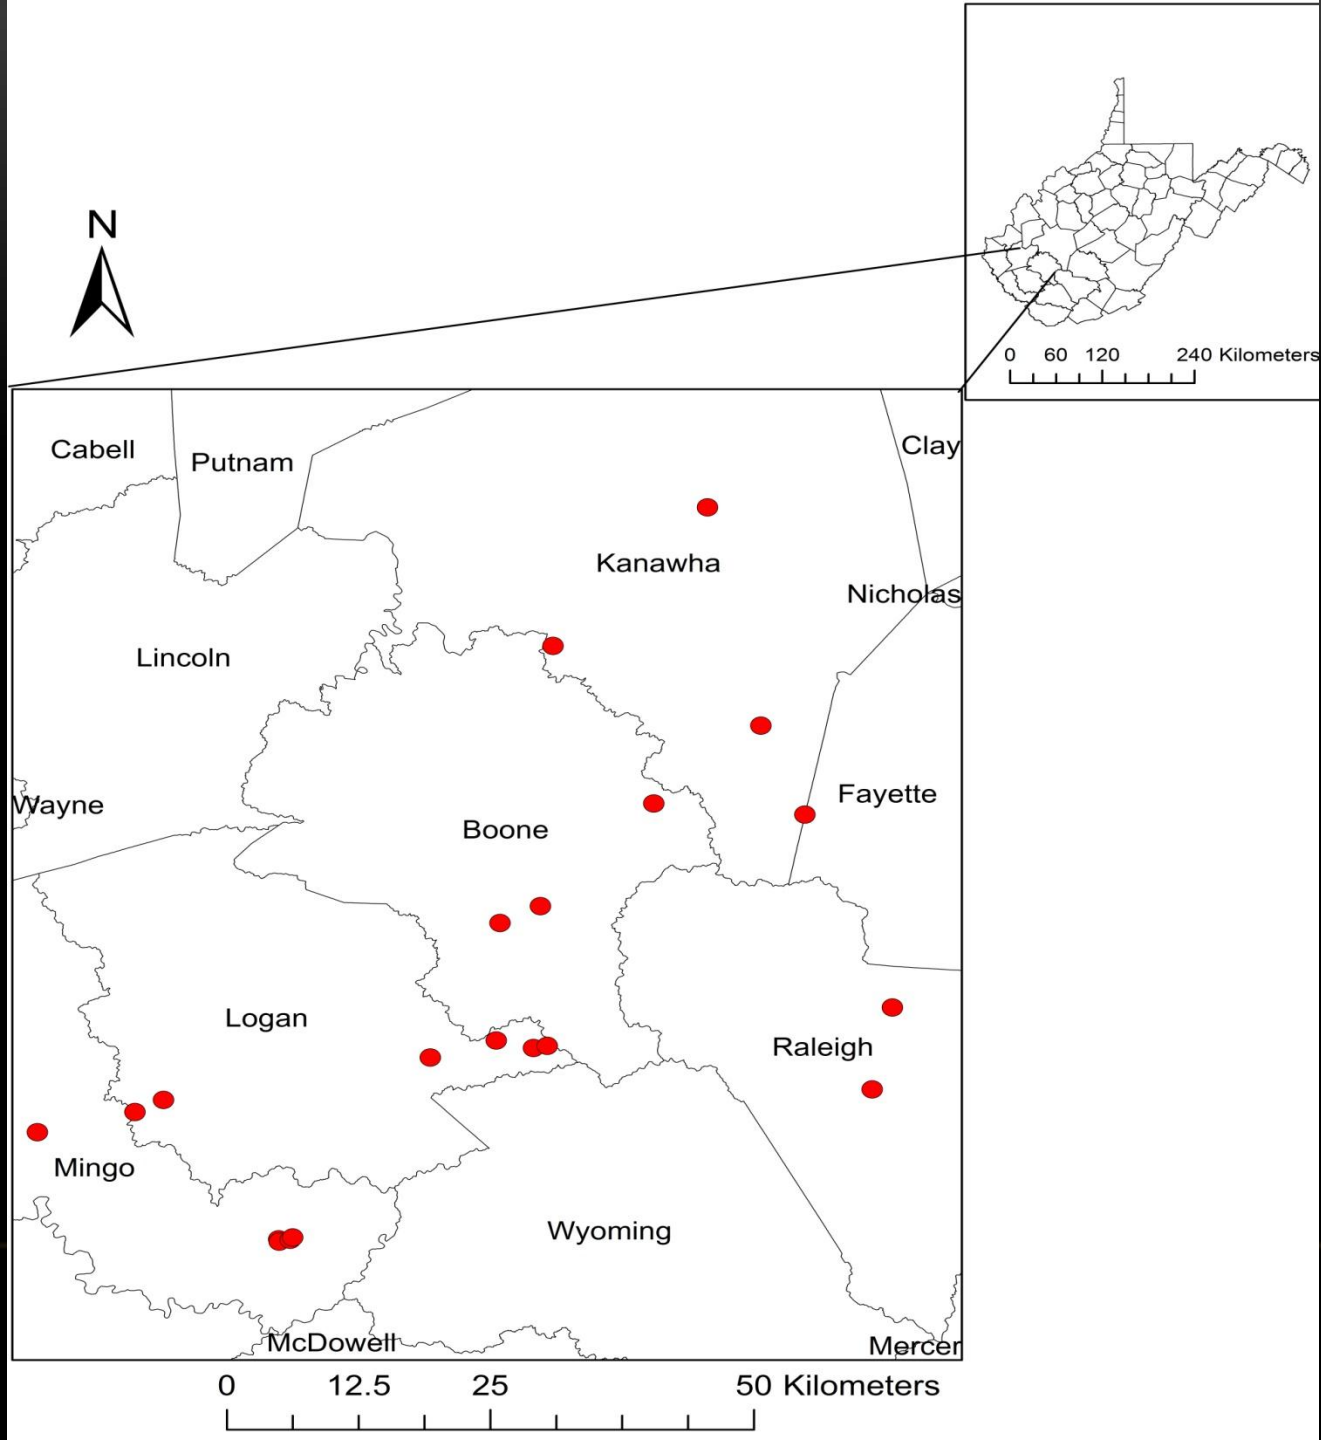 N
0 60 120 240 Kilometers
Cabell
Putnam
Clay
Kanawha
Nicholas
Lincoln
Wayne
Fayette
Boone
Logan
Raleigh
Mingo
Wyoming
McDowell
Mercer
0 12.5 25 50 Kilometers